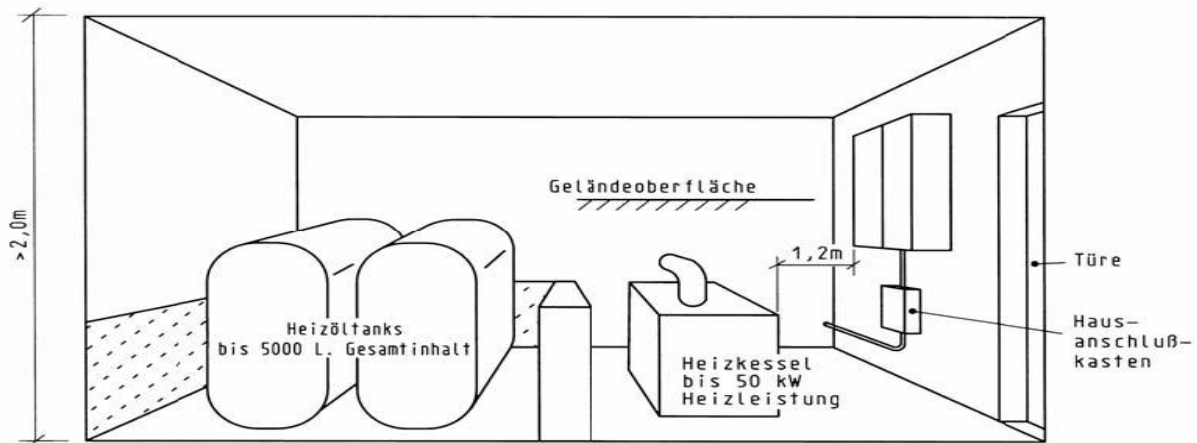 >2,0m
Geländeoberfläche
1,2m
Türe
Heizöltanks
bis 5000 L. Gesamtinhalt
Heizkessel
bis 50 kW
Heizleistung
Haus-
anschluß-
kasten